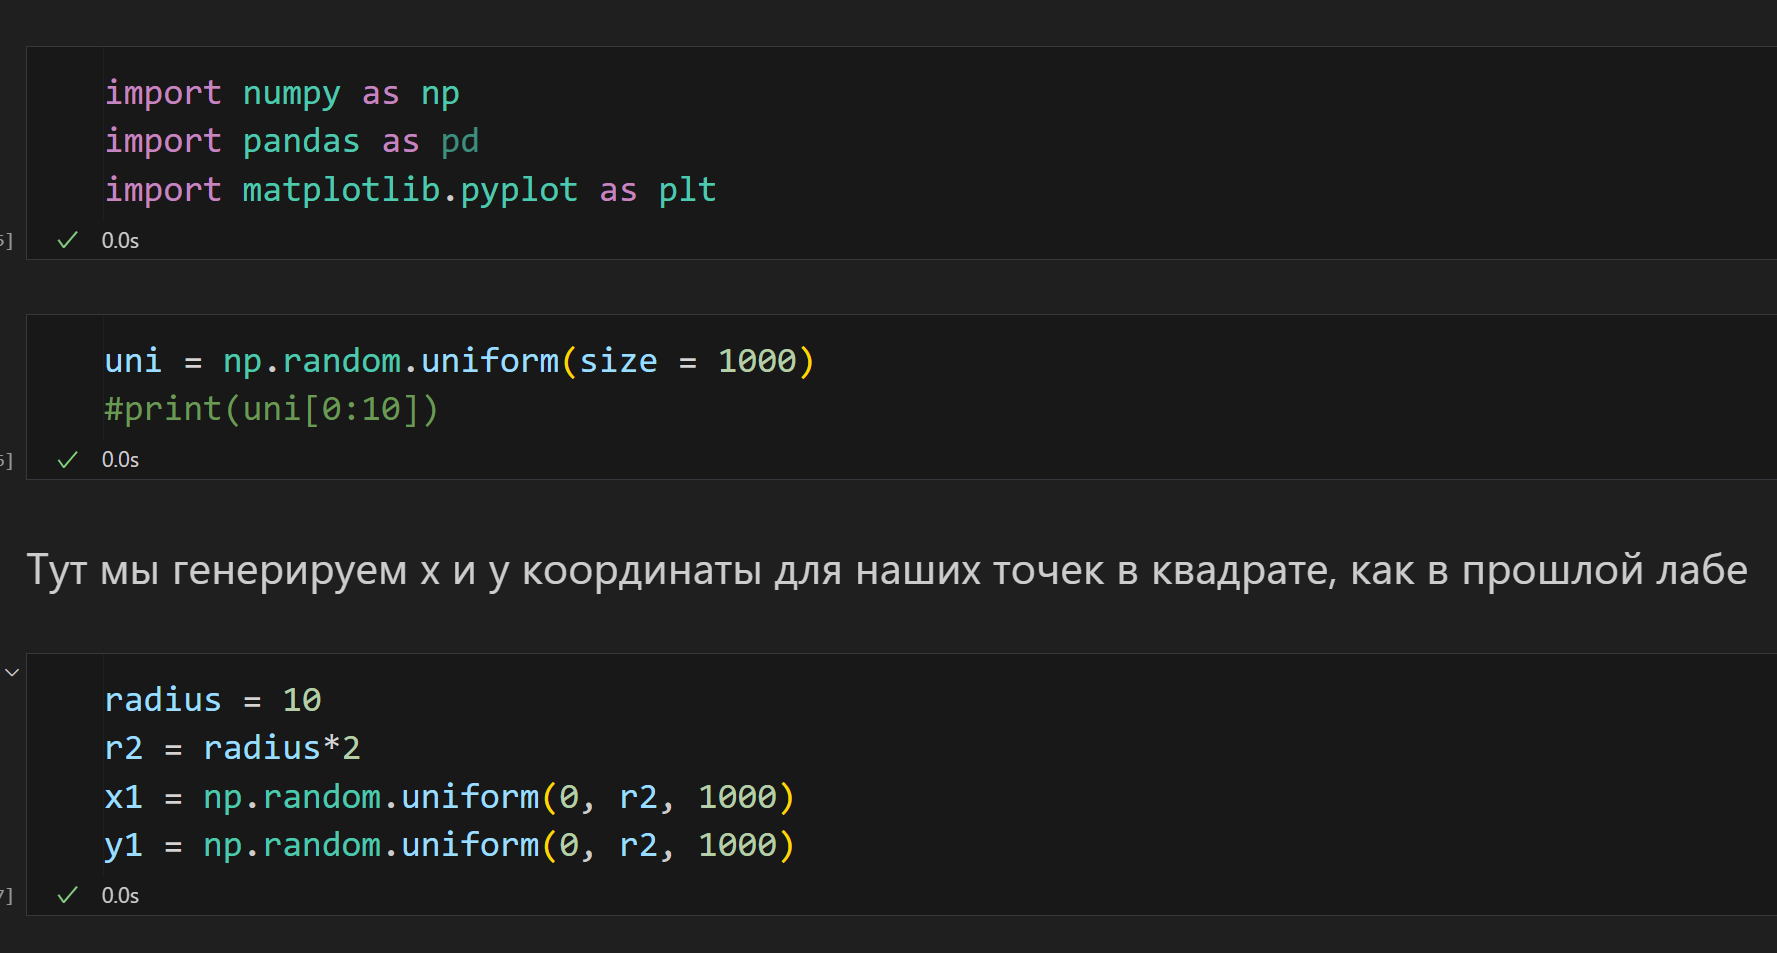 import numpy as np
import pandas as pd
import matplotlib.pyplot as plt
5]
0.0s
uni = np.random.uniform(size = 1000)
#print(uni[0:10])
6]
0.0s
Тут мы генерируем x и y координаты для наших точек в квадрате, как в прошлой лабе
radius = 10
r2 = radius*2
x1 = np.random.uniform(0, r2, 1000)
y1 = np.random.uniform(0, r2, 1000)
7]
0.0s